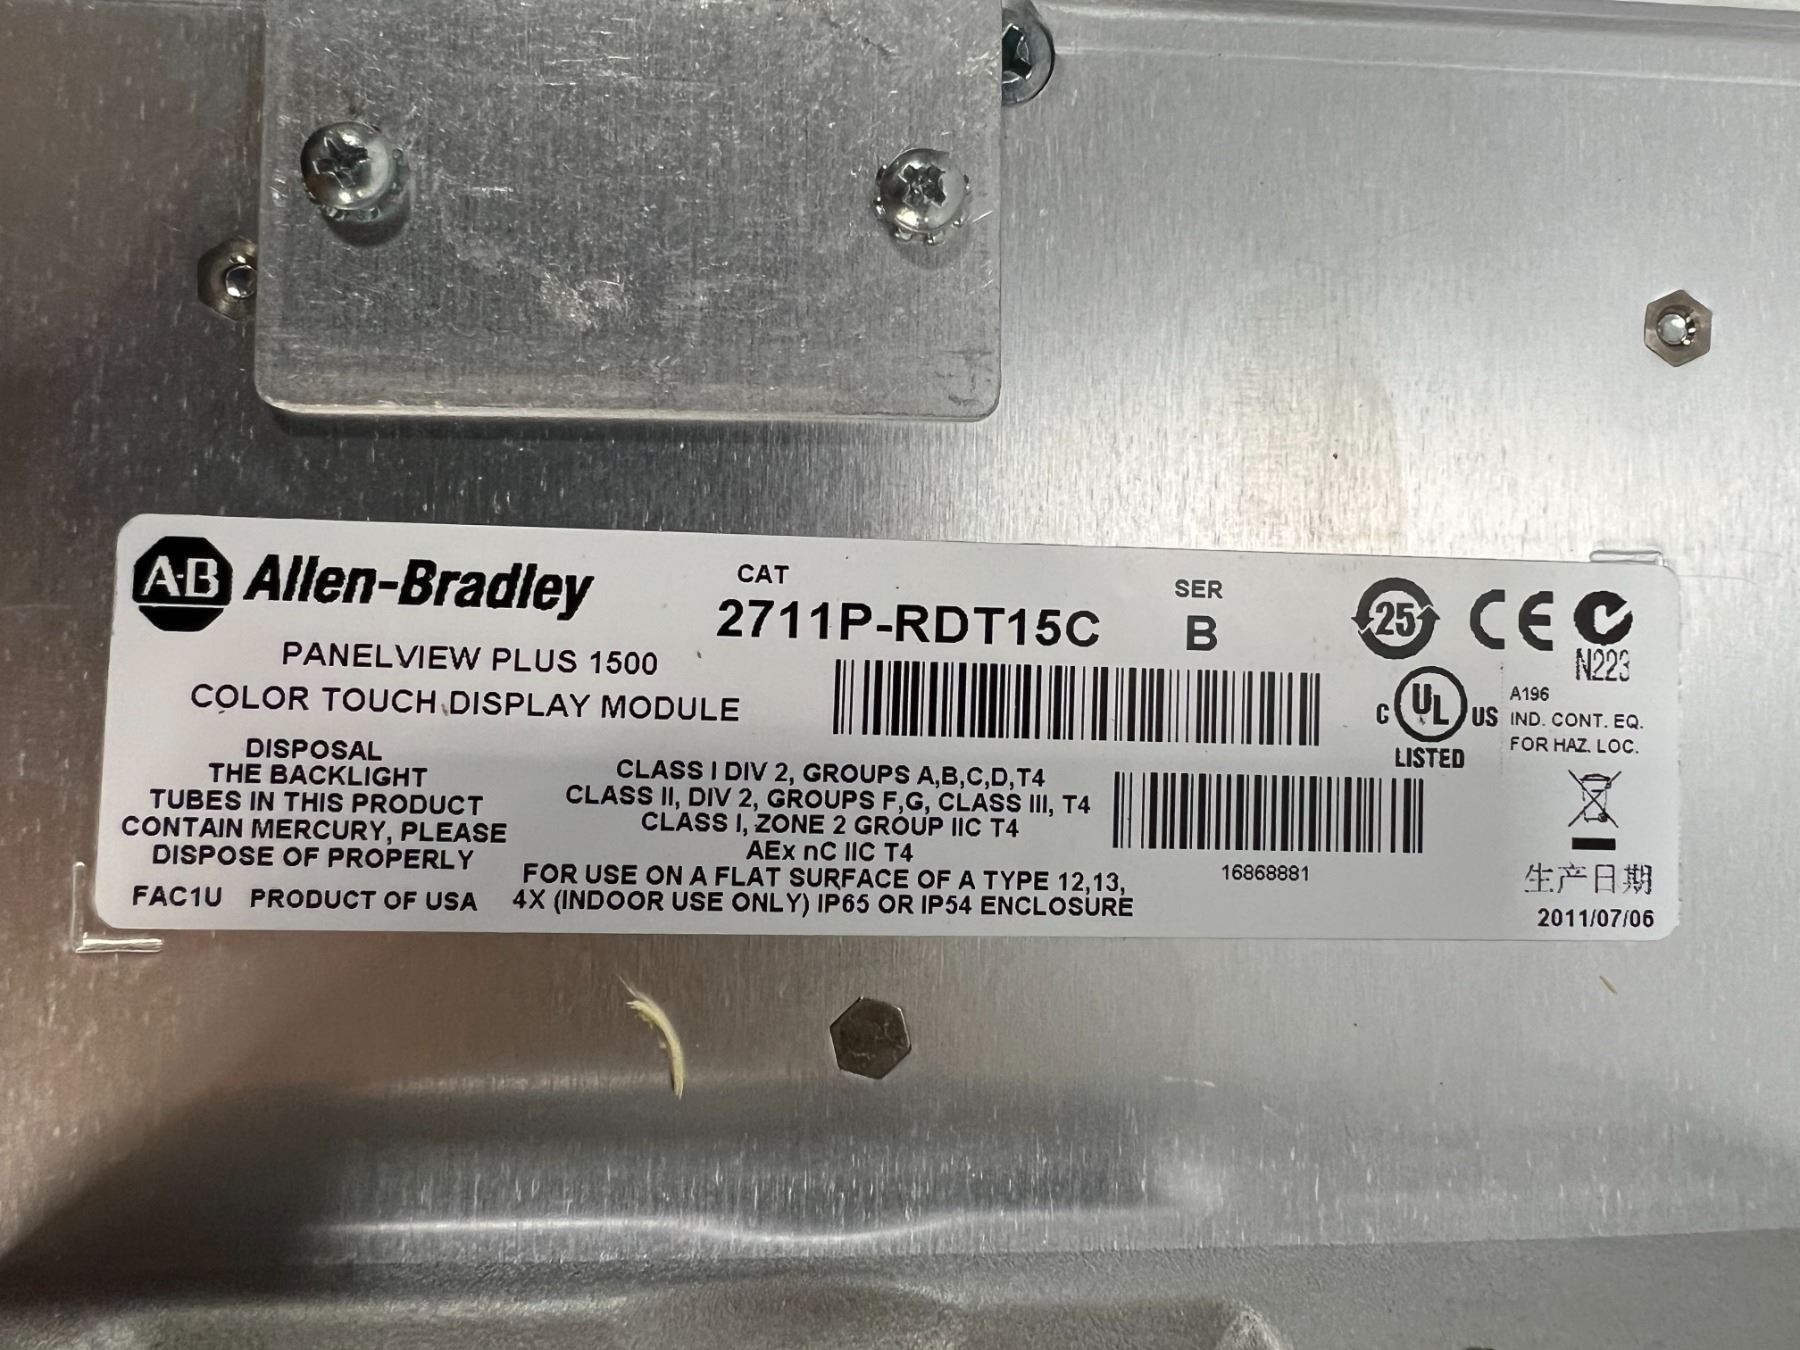 A-B Allen-Bradley
PANELVIEW PLUS 1500
COLOR TOUCH DISPLAY MODULE
DISPOSAL
THE BACKLIGHT
TUBES IN THIS PRODUCT
CONTAIN MERCURY, PLEASE
DISPOSE OF PROPERLY
FAC1U PRODUCT OF USA
CAT
2711P-RDT15C
SER
B
CLASS I DIV 2, GROUPS A,B,C,D,T4
CLASS II, DIV 2, GROUPS F,G, CLASS III, T4
CLASS I, ZONE 2 GROUP IIC T4
AEx nC IIC T4
FOR USE ON A FLAT SURFACE OF A TYPE 12,13,
4X (INDOOR USE ONLY) IP65 OR IP54 ENCLOSURE
16868881
25
CE
N223
C UL US
LISTED
A196
IND. CONT. EQ.
FOR HAZ. LOC.
生产日期
2011/07/06